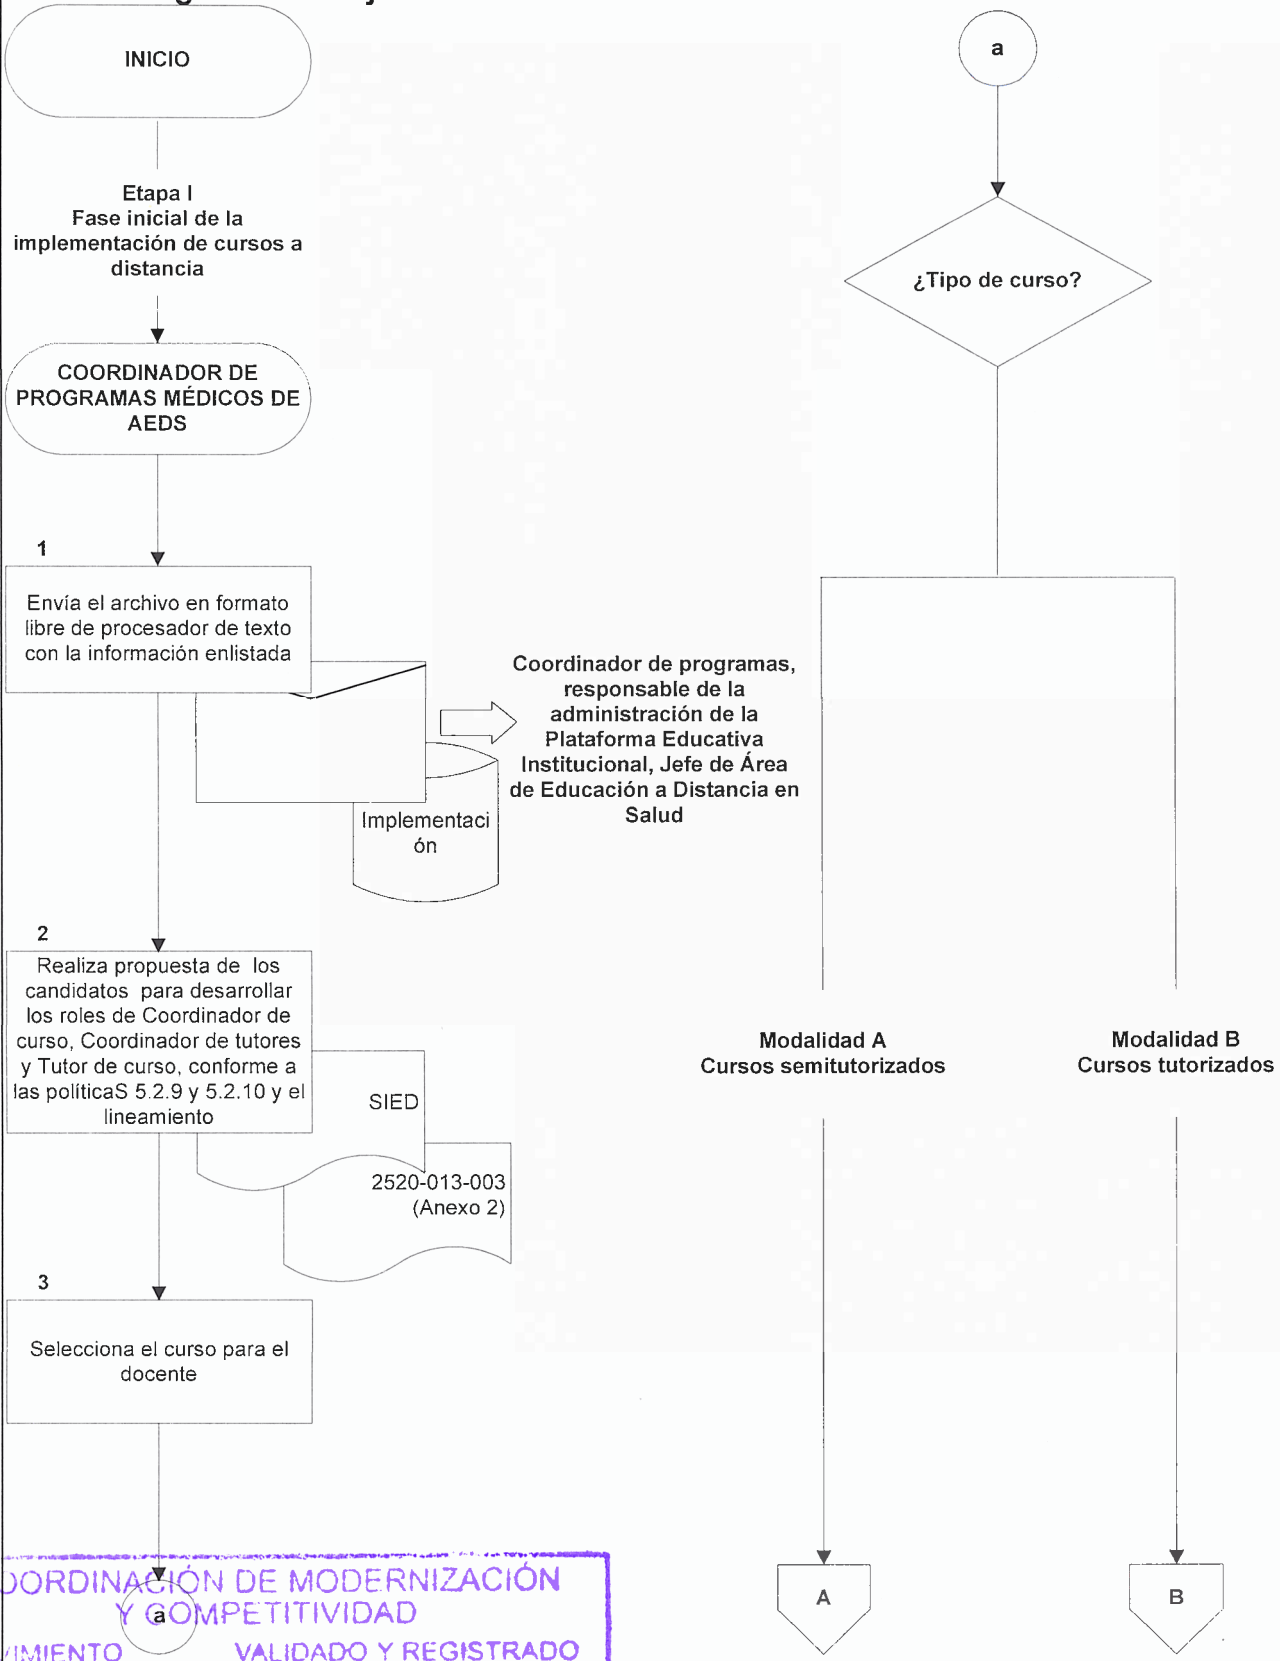 INICIO
Etapa I
Fase inicial de la
implementación de cursos a
distancia
COORDINADOR DE
PROGRAMAS MÉDICOS DE
AEDS
1
Envía el archivo en formato
libre de procesador de texto
con la información enlistada
Implementaci
ón
Coordinador de programas,
responsable de la
administración de la
Plataforma Educativa
Institucional, Jefe de Área
de Educación a Distancia en
Salud
2
Realiza propuesta de los
candidatos para desarrollar
los roles de Coordinador de
curso, Coordinador de tutores
y Tutor de curso, conforme a
las políticaS 5.2.9 y 5.2.10 y el
lineamiento
SIED
2520-013-003
(Anexo 2)
3
Selecciona el curso para el
docente
a
OORDINACIÓN DE MODERNIZACIÓN
Y COMPETITIVIDAD
VIMIENTO VALIDADO Y REGISTRADO
a
¿Tipo de curso?
Modalidad A
Cursos semitutorizados
Modalidad B
Cursos tutorizados
A
B